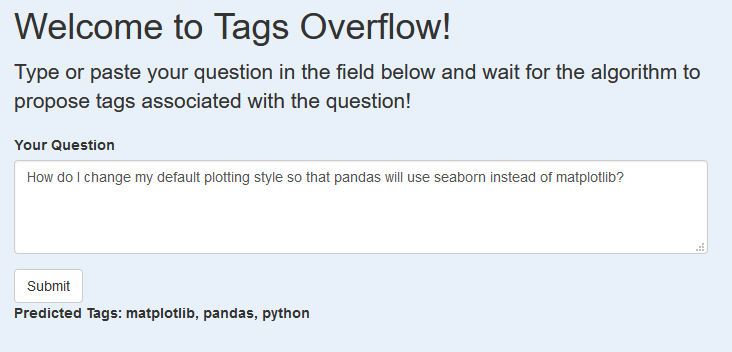 Welcome to Tags Overflow!
Type or paste your question in the field below and wait for the algorithm to
propose tags associated with the question!
Your Question
How do I change my default plotting style so that pandas will use seaborn instead of matplotlib?
Submit
Predicted Tags: matplotlib, pandas, python